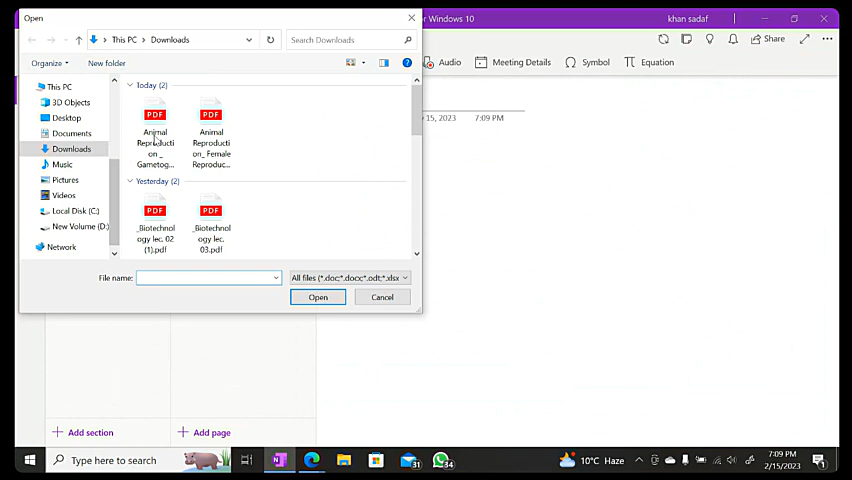 Open
r Windows 10
khan sadaf
This PC
Downloads
Search Downloads
Share
Organize
New folder
Audio
Meeting Details
Symbol
Equation
This PC
3D Objects
Desktop
Documents
Downloads
Music
Pictures
Videos
Local Disk (C:)
New Volume (D:)
Network
Today (2)
PDF
Animal
Reproducti
on _
Gametog...
PDF
Animal
Reproducti
on_ Female
Reproduc...
Yesterday (2)
PDF
_Biotechnol
ogy lec. 02
(1).pdf
PDF
_Biotechnol
ogy lec.
03.pdf
y 15, 2023
7:09 PM
File name:
All files (*.doc;*.docx;*.odt;*.xlsx
Open
Cancel
Add section
Add page
Type here to search
31
34
10°C Haze
7:09 PM
2/15/2023
1